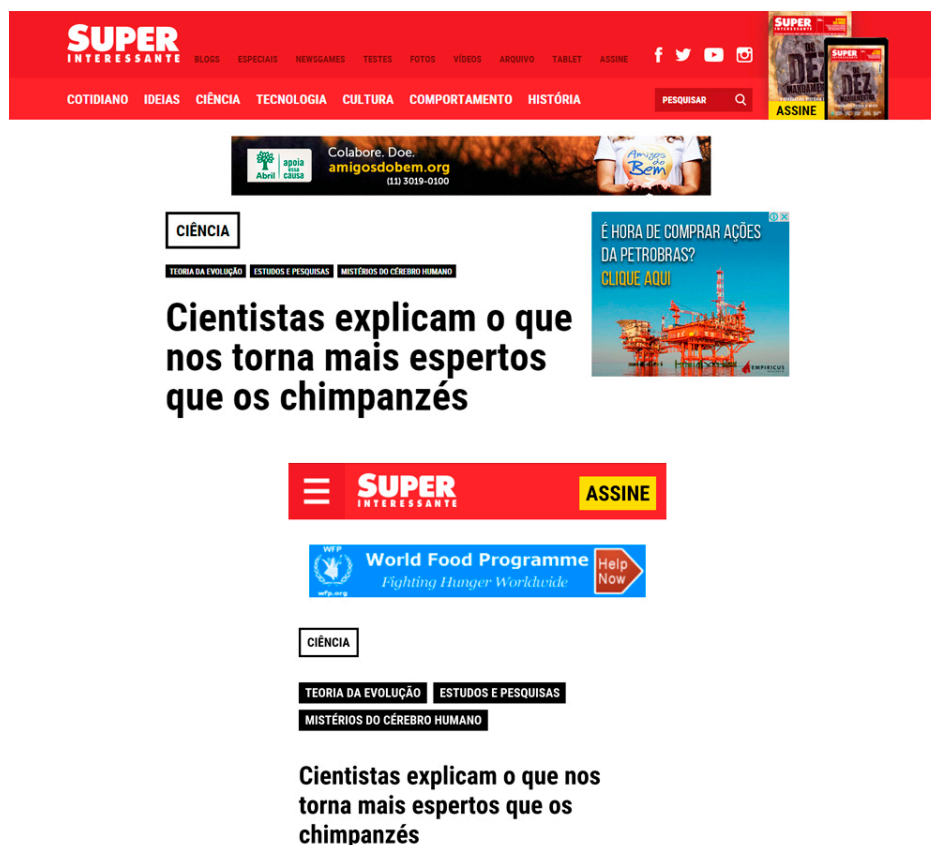 SUPER
INTERESSANTE
BLOGS ESPECIAIS NEWSGAMES TESTES FOTOS VÍDEOS ARQUIVO TABLET ASSINE
COTIDIANO IDEIAS CIÊNCIA TECNOLOGIA CULTURA COMPORTAMENTO HISTÓRIA
PESQUISAR
SUPER
DEZ
SUPER
DEZ
ASSINE
Abril
apoia
essa
causa
Colabore. Doe.
amigosdobem.org
(11) 3019-0100
Amigos
do
Bem
CIÊNCIA
TEORIA DA EVOLUÇÃO ESTUDOS E PESQUISAS MISTÉRIOS DO CÉREBRO HUMANO
Cientistas explicam o que
nos torna mais espertos
que os chimpanzés
É HORA DE COMPRAR AÇÕES
DA PETROBRAS?
CLIQUE AQUI
EMPIRICUS
SUPER
INTERESSANTE
ASSINE
WFP
wfp.org
World Food Programme
Fighting Hunger Worldwide
Help
Now
CIÊNCIA
TEORIA DA EVOLUÇÃO ESTUDOS E PESQUISAS
MISTÉRIOS DO CÉREBRO HUMANO
Cientistas explicam o que nos
torna mais espertos que os
chimpanzés